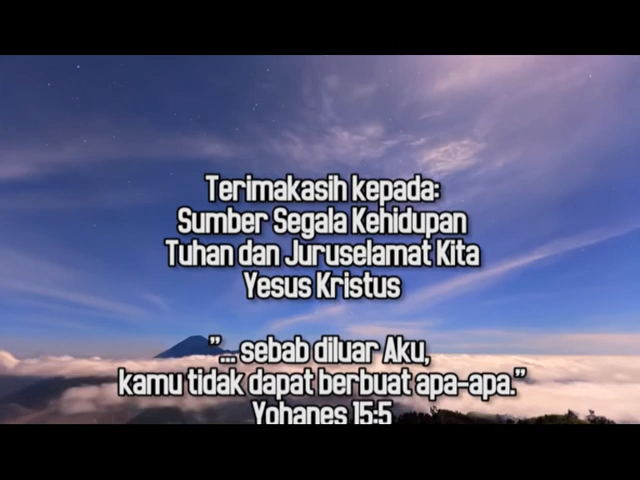 Terimakasih kepada:
Sumber Segala Kehidupan
Tuhan dan Juruselamat Kita
Yesus Kristus
"... sebab diluar Aku,
kamu tidak dapat berbuat apa-apa."
Yohanes 15:5